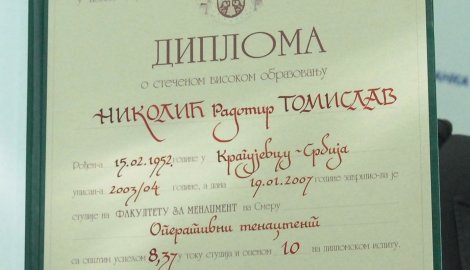 ДИПЛОМА
о стеченом високом образовању
НИКОЛИЋ Радомир ТОМИСЛАВ
Рођен-а 15.02.1952. године у Крагујевцу - Србија
уписан-а 2003/04 године, а дана 19.01.2007 године завршио-ла је
студије на ФАКУЛТЕТУ ЗА МЕНАЏМЕНТ на Смеру
Оперативни менаџмент
са општим успехом 8,37 у току студија и оценом 10 на дипломском испиту.